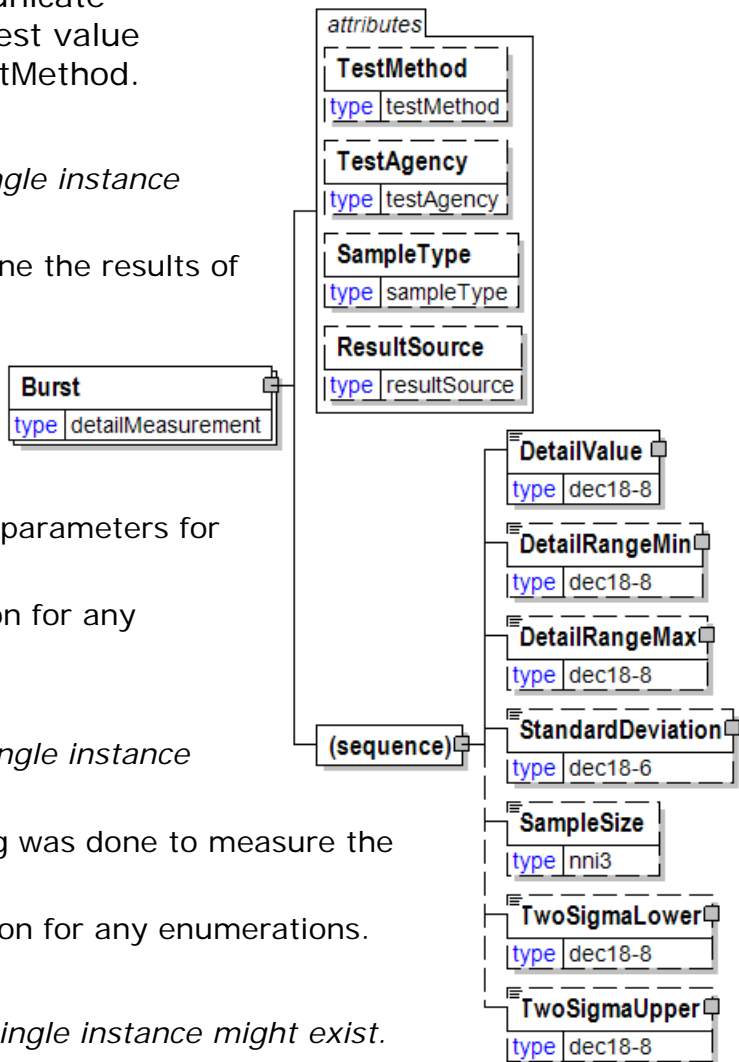 unicate
est value
tMethod.
ngle instance
ne the results of
parameters for
on for any
ngle instance
g was done to measure the
on for any enumerations.
ingle instance might exist.
attributes
TestMethod
type testMethod
TestAgency
type testAgency
SampleType
type sampleType
ResultSource
type resultSource
Burst
type detailMeasurement
(sequence)
DetailValue
type dec18-8
DetailRangeMin
type dec18-8
DetailRangeMax
type dec18-8
StandardDeviation
type dec18-6
SampleSize
type nni3
TwoSigmaLower
type dec18-8
TwoSigmaUpper
type dec18-8